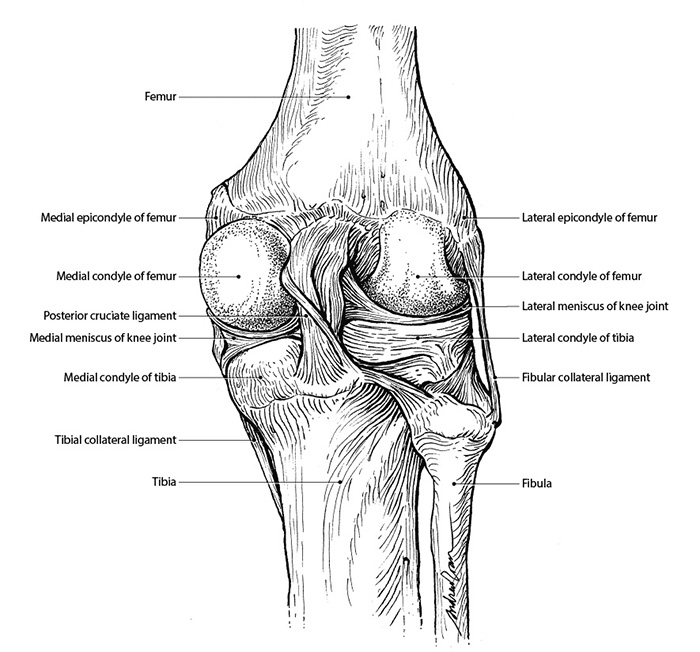 Femur
Medial epicondyle of femur
Lateral epicondyle of femur
Medial condyle of femur
Lateral condyle of femur
Lateral meniscus of knee joint
Posterior cruciate ligament
Medial meniscus of knee joint
Lateral condyle of tibia
Medial condyle of tibia
Fibular collateral ligament
Tibial collateral ligament
Tibia
Fibula